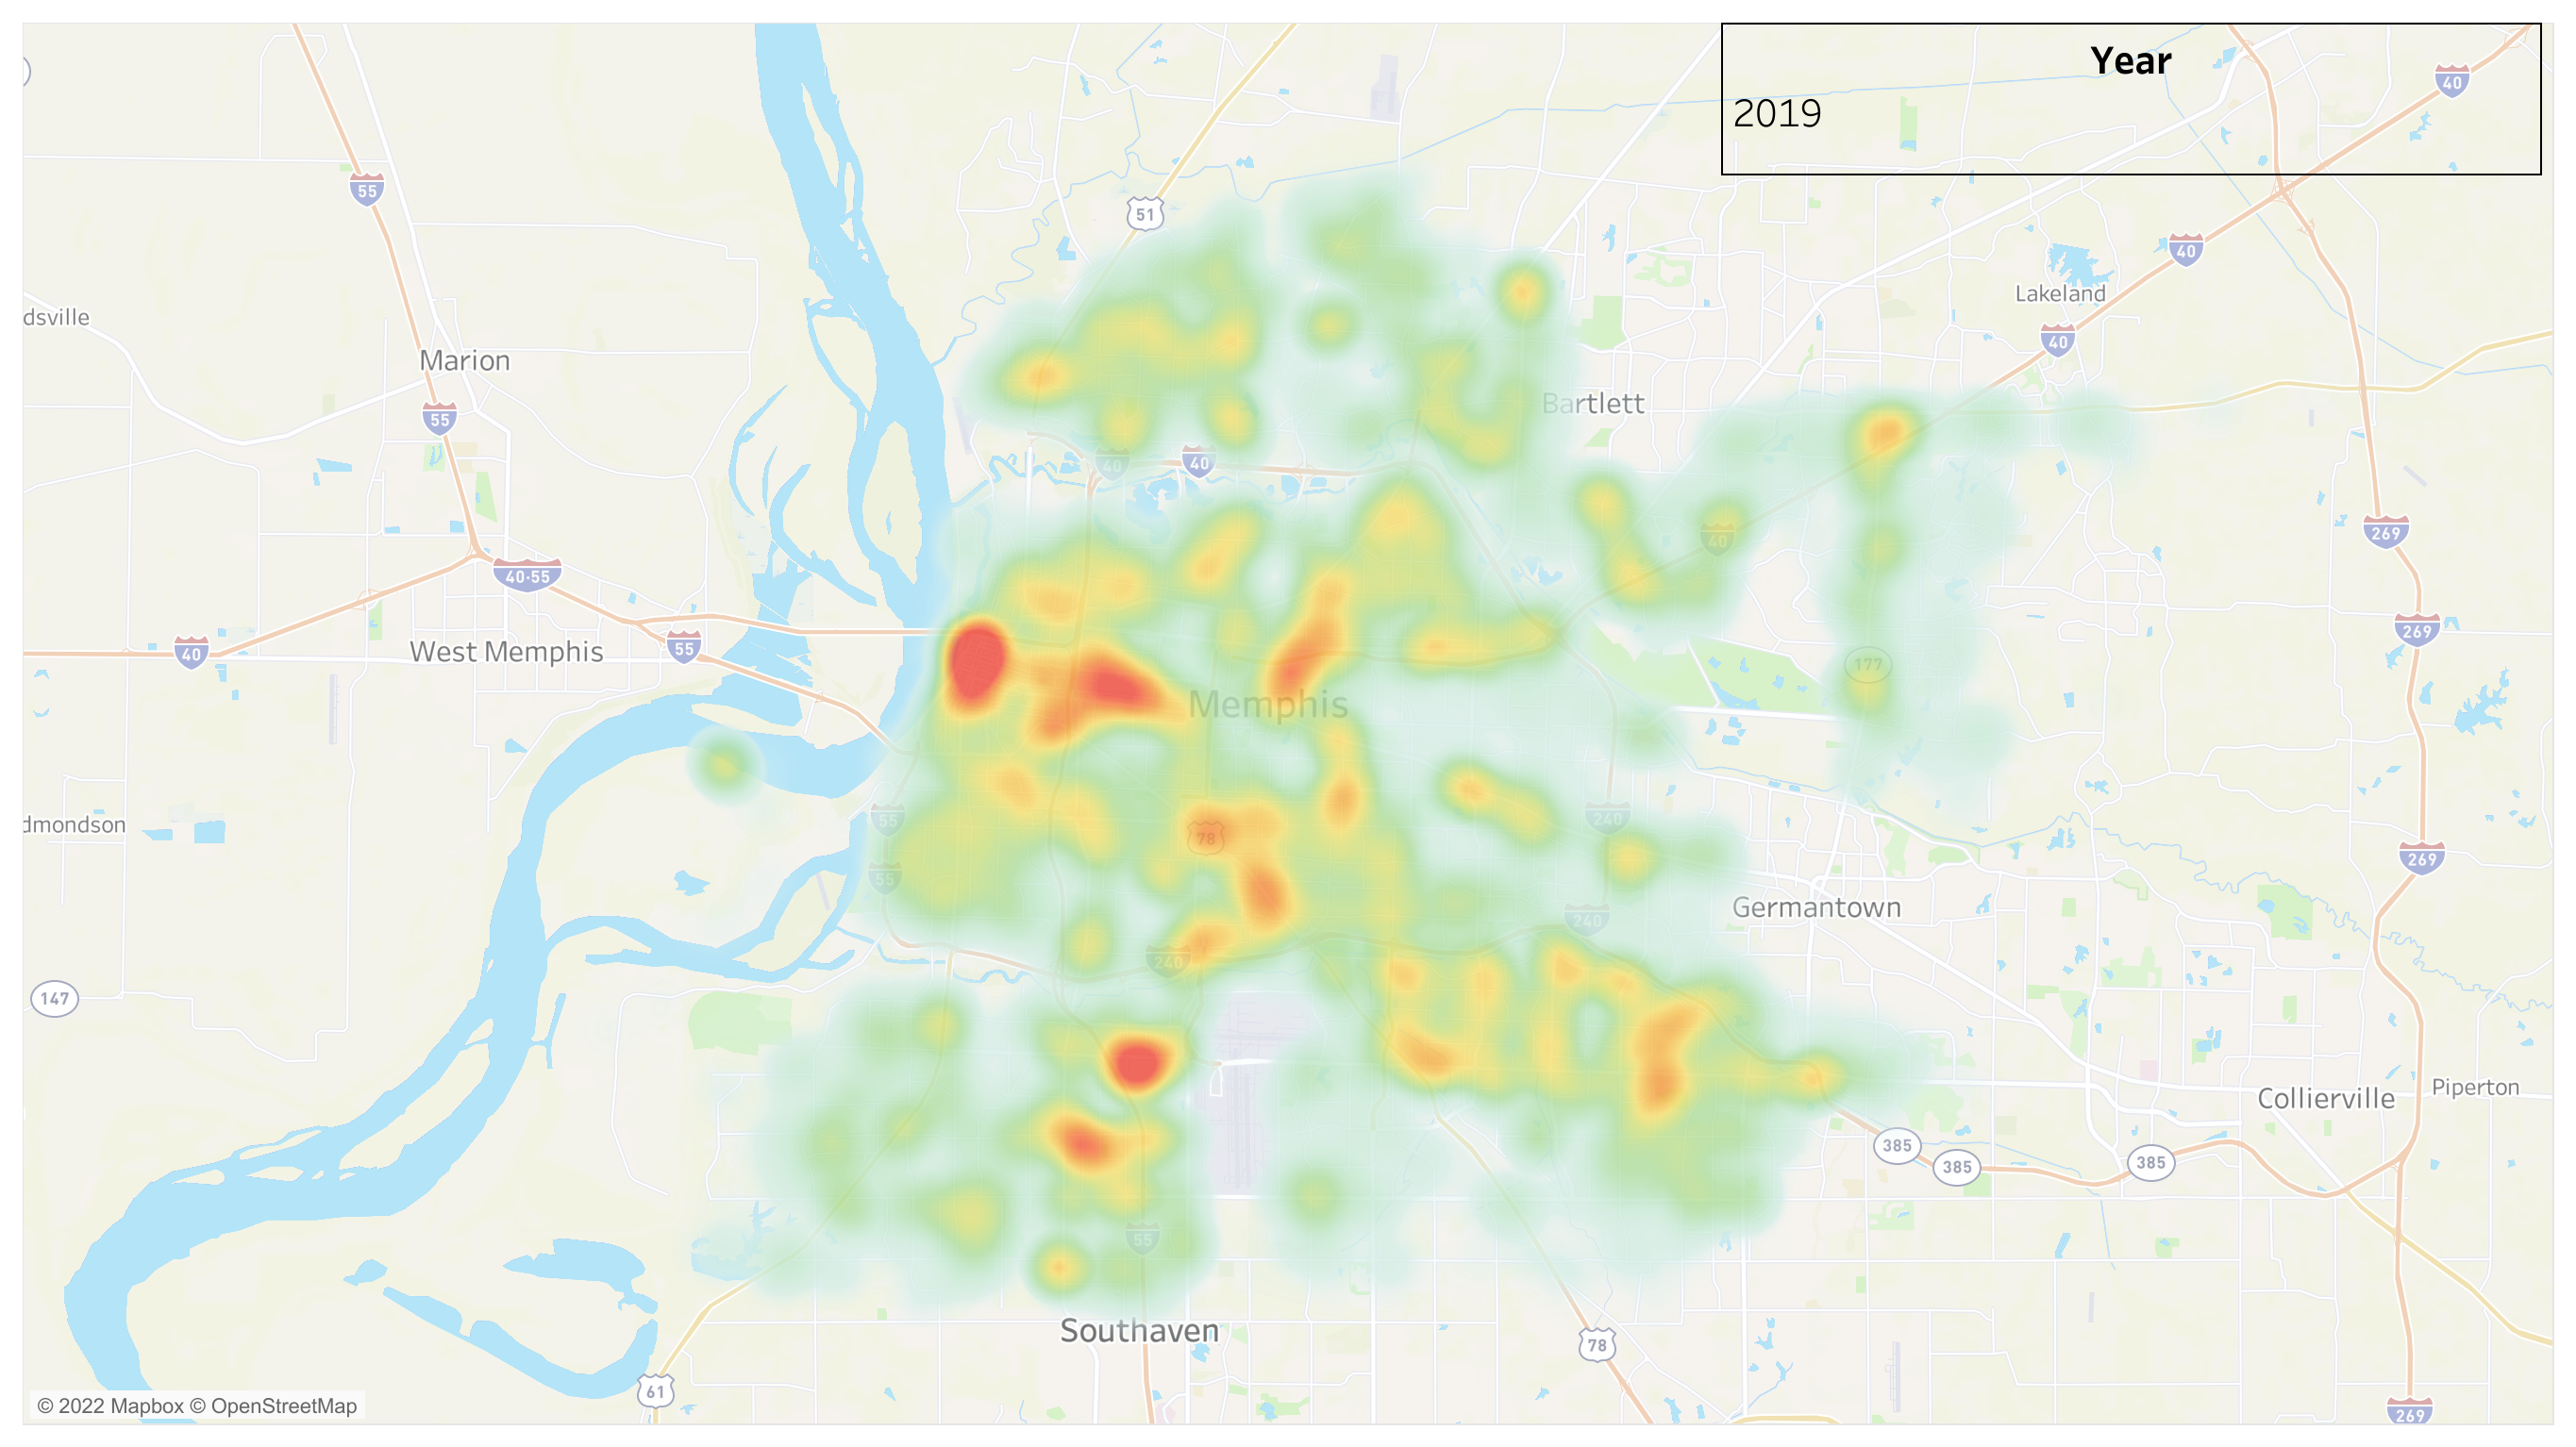 Year
2019
40
55
51
40
Lakeland
dsville
40
Marion
Bartlett
55
40
40
269
40
40-55
269
West Memphis
55
40
177
Memphis
55
240
dmondson
78
269
55
Germantown
240
240
147
Piperton
Collierville
385
385
385
55
Southaven
78
61
© 2022 Mapbox © OpenStreetMap
269